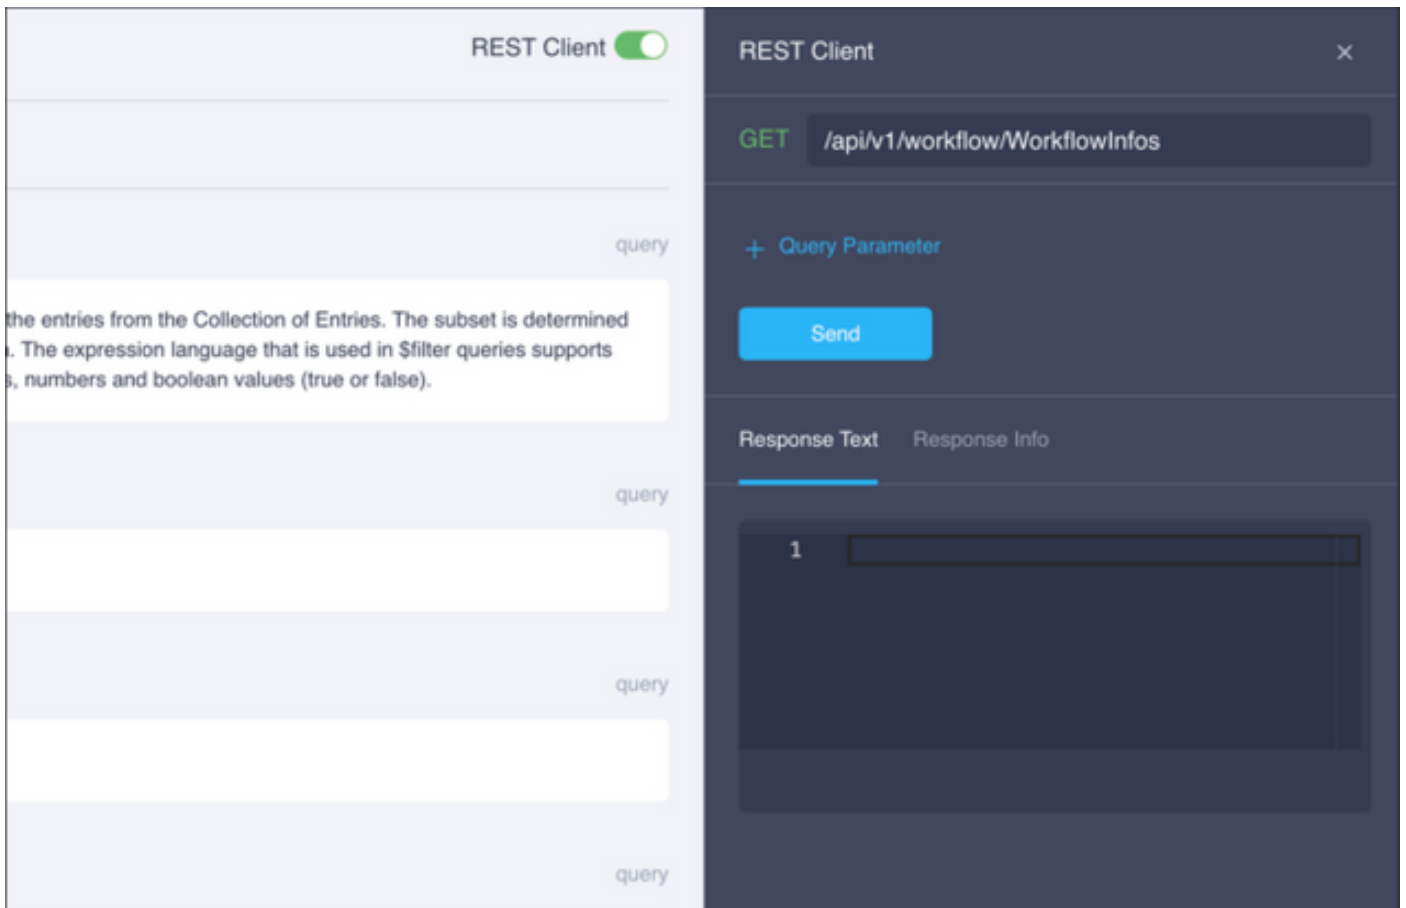 REST Client
query
the entries from the Collection of Entries. The subset is determined
. The expression language that is used in $filter queries supports
s, numbers and boolean values (true or false).
query
query
query
REST Client
GET /api/v1/workflow/WorkflowInfos
+ Query Parameter
Send
Response Text Response Info
1